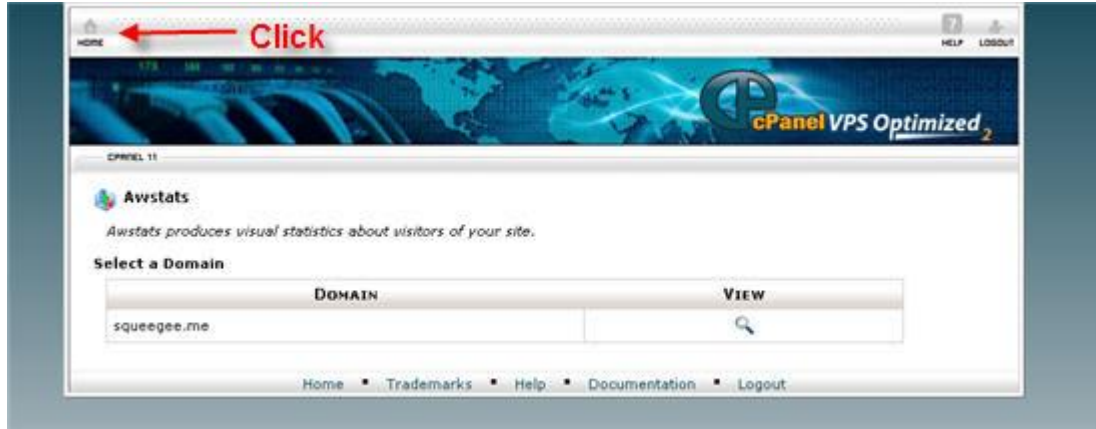 HOME Click HELP LOGOUT
cPanel VPS Optimized 2
CPANEL 11
Awstats
Awstats produces visual statistics about visitors of your site.
Select a Domain
DOMAIN VIEW
squeegee.me
Home ▪ Trademarks ▪ Help ▪ Documentation ▪ Logout